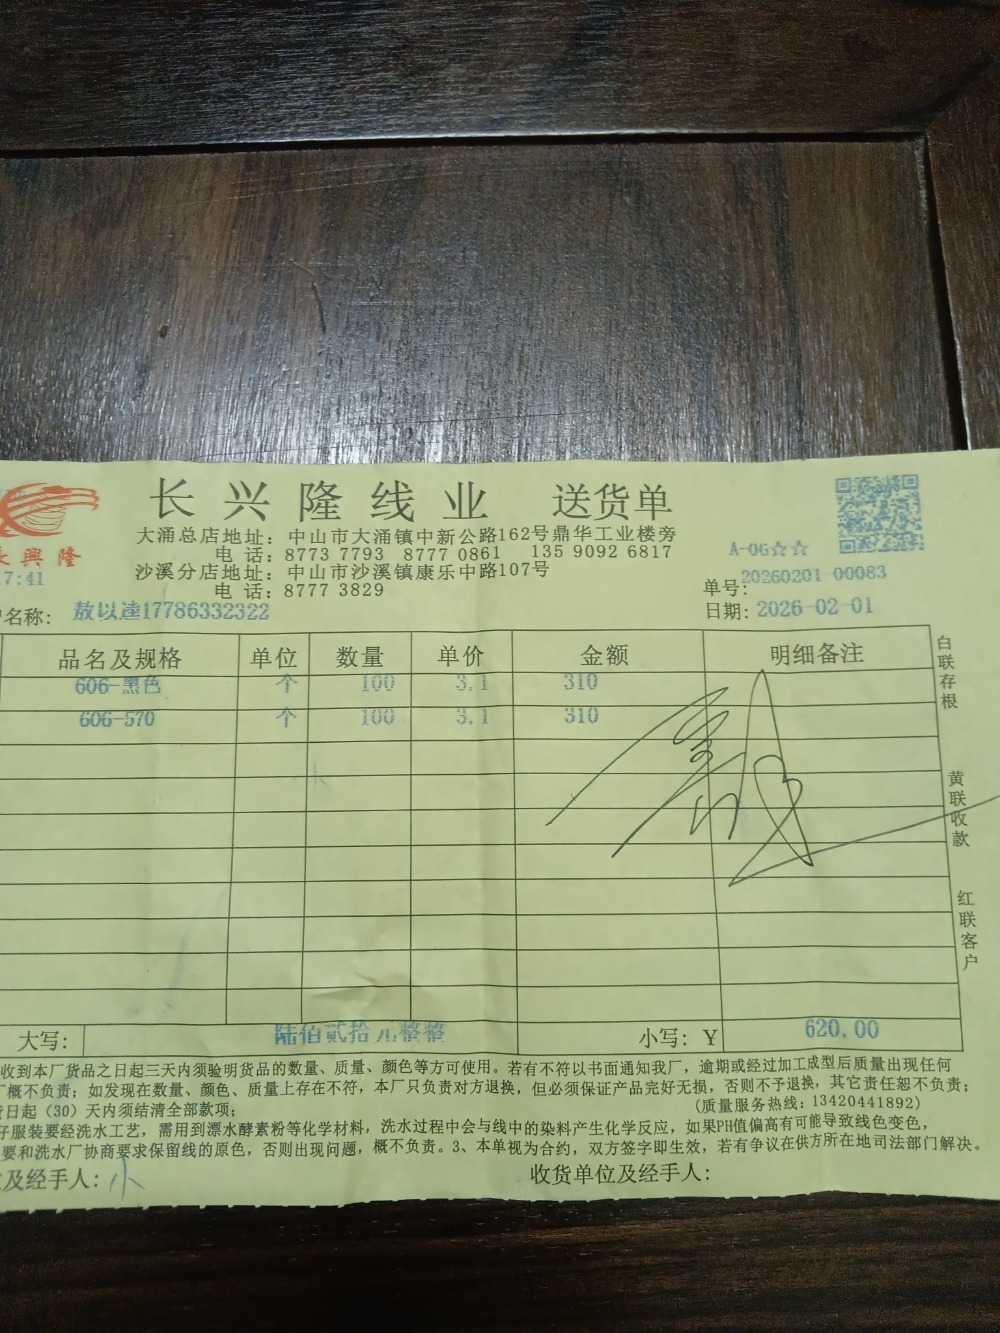 长兴隆线业 送货单
長興隆
大涌总店地址：中山市大涌镇中新公路162号鼎华工业楼旁
电话：8773 7793 8777 0861 135 9092 6817
沙溪分店地址：中山市沙溪镇康乐中路107号
电话：8777 3829
7:41
A-06☆☆
单号：20260201-00083
日期：2026-02-01
名称：敖以逵17786332322
品名及规格 单位 数量 单价 金额 明细备注
606-黑色 个 100 3.1 310
606-570 个 100 3.1 310
白联存根
黄联收款
红联客户
大写：陆佰贰拾元整整 小写：Y 620.00
收到本厂货品之日起三天内须验明货品的数量、质量、颜色等方可使用。若有不符以书面通知我厂，逾期或经过加工成型后质量出现任何
概不负责；如发现在数量、颜色、质量上存在不符，本厂只负责对方退换，但必须保证产品完好无损，否则不予退换，其它责任恕不负责；
日起（30）天内须结清全部款项； (质量服务热线：13420441892)
服装要经洗水工艺，需用到漂水酵素粉等化学材料，洗水过程中会与线中的染料产生化学反应，如果PH值偏高有可能导致线色变色，
要和洗水厂协商要求保留线的原色，否则出现问题，概不负责。3、本单视为合约，双方签字即生效，若有争议在供方所在地司法部门解决。
及经手人：小 收货单位及经手人：